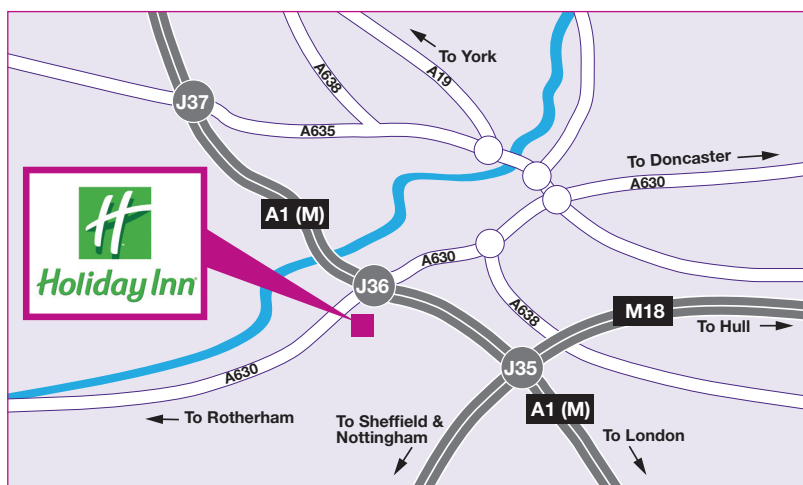 To York
A638
A19
J37
A635
To Doncaster
A630
H
Holiday Inn
A1 (M)
A630
J36
A638
M18
To Hull
J35
A630
To Rotherham
To Sheffield &
Nottingham
A1 (M)
To London